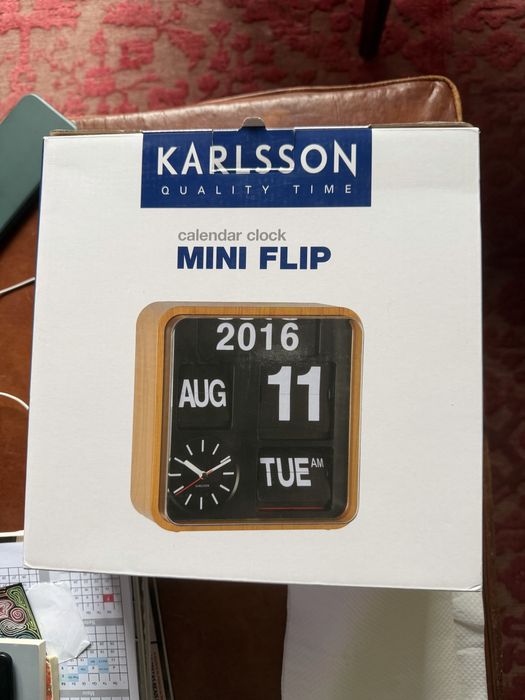 KARLSSON
QUALITY TIME
calendar clock
MINI FLIP
2016
AUG
11
TUE AM